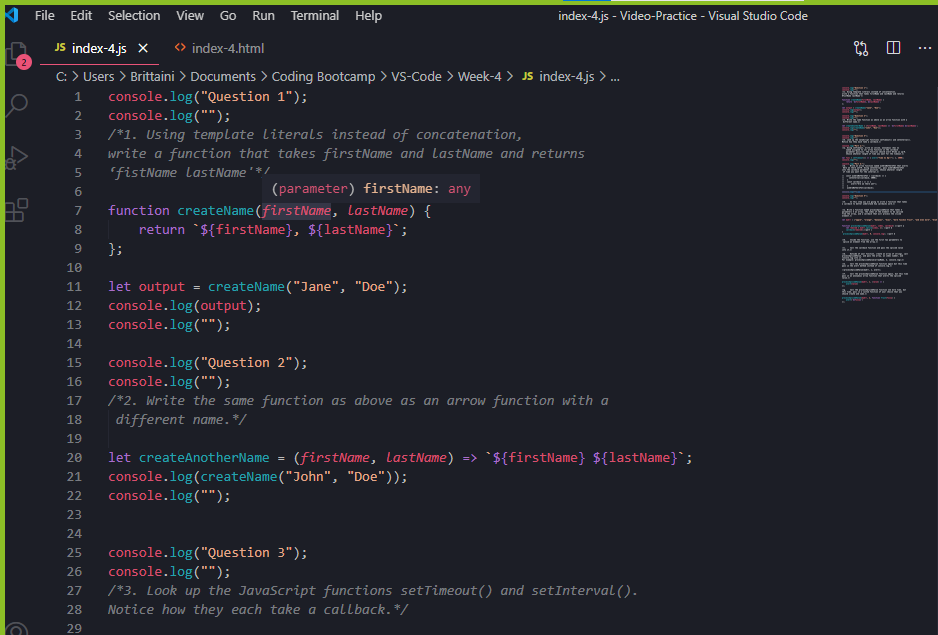 File Edit Selection View Go Run Terminal Help index-4.js - Video-Practice - Visual Studio Code
JS index-4.js × <> index-4.html ...
2
C: > Users > Brittaini > Documents > Coding Bootcamp > VS-Code > Week-4 > JS index-4.js > ...
1 console.log("Question 1");
2 console.log("");
3 /*1. Using template literals instead of concatenation,
4 write a function that takes firstName and lastName and returns
5 ‘fistName lastName’*/
6 (parameter) firstName: any
7 function createName(firstName, lastName) {
8 return `${firstName}, ${lastName}`;
9 };
10
11 let output = createName("Jane", "Doe");
12 console.log(output);
13 console.log("");
14
15 console.log("Question 2");
16 console.log("");
17 /*2. Write the same function as above as an arrow function with a
18 different name.*/
19
20 let createAnotherName = (firstName, lastName) => `${firstName} ${lastName}`;
21 console.log(createName("John", "Doe"));
22 console.log("");
23
24
25 console.log("Question 3");
26 console.log("");
27 /*3. Look up the JavaScript functions setTimeout() and setInterval().
28 Notice how they each take a callback.*/
29